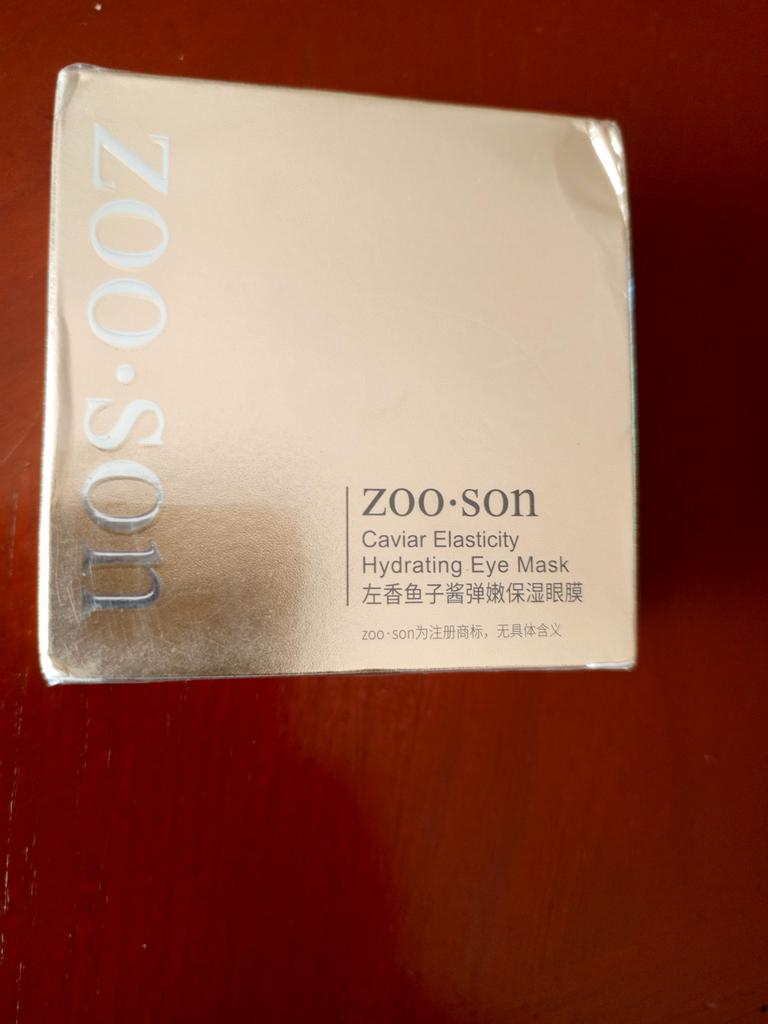 zoo·son
zoo·son
Caviar Elasticity
Hydrating Eye Mask
左香鱼子酱弹嫩保湿眼膜
zoo·son为注册商标，无具体含义